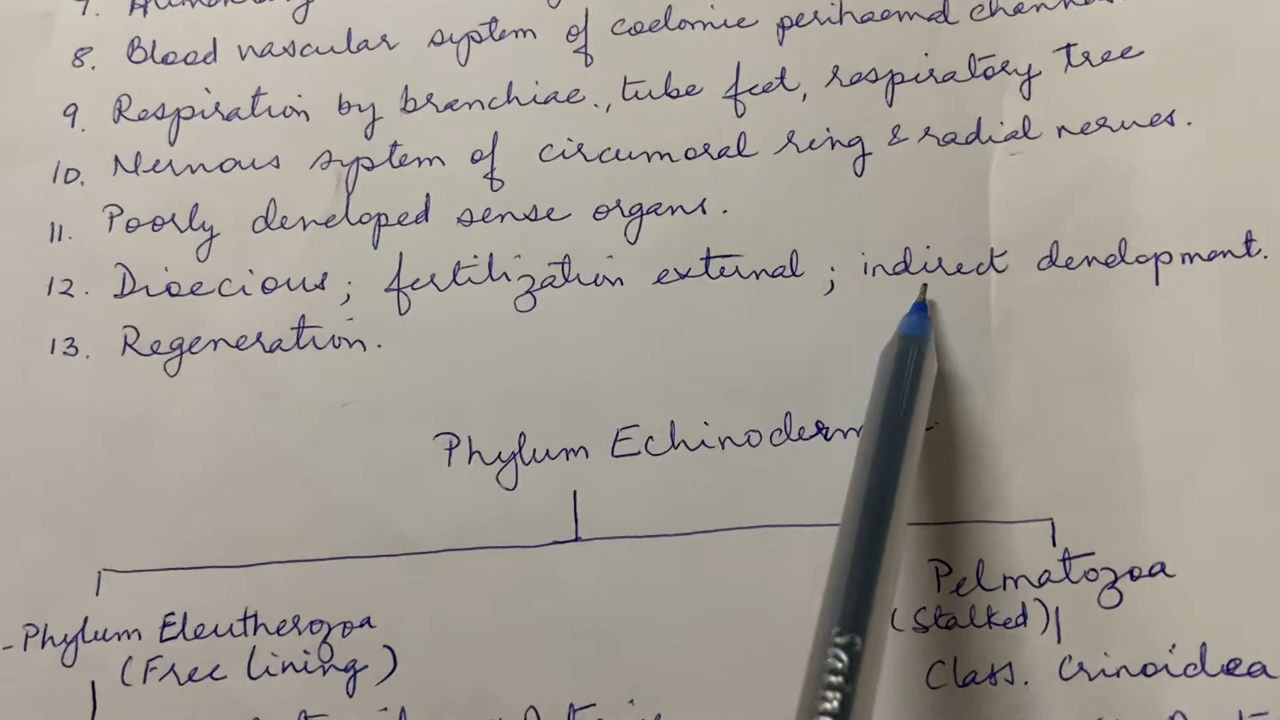 7.
8. Blood vascular system of coelomic perihaemal
9. Respiration by branchiae., tube feet, respiratory tree
10. Nervous system of circumoral ring & radial nerves.
11. Poorly developed sense organs.
12. Dioecious; fertilization external; indirect development.
13. Regeneration.
Phylum
- Phylum Eleutherozoa
(Free living)
Pelmatozoa
(Stalked)
Class. Crinoidea